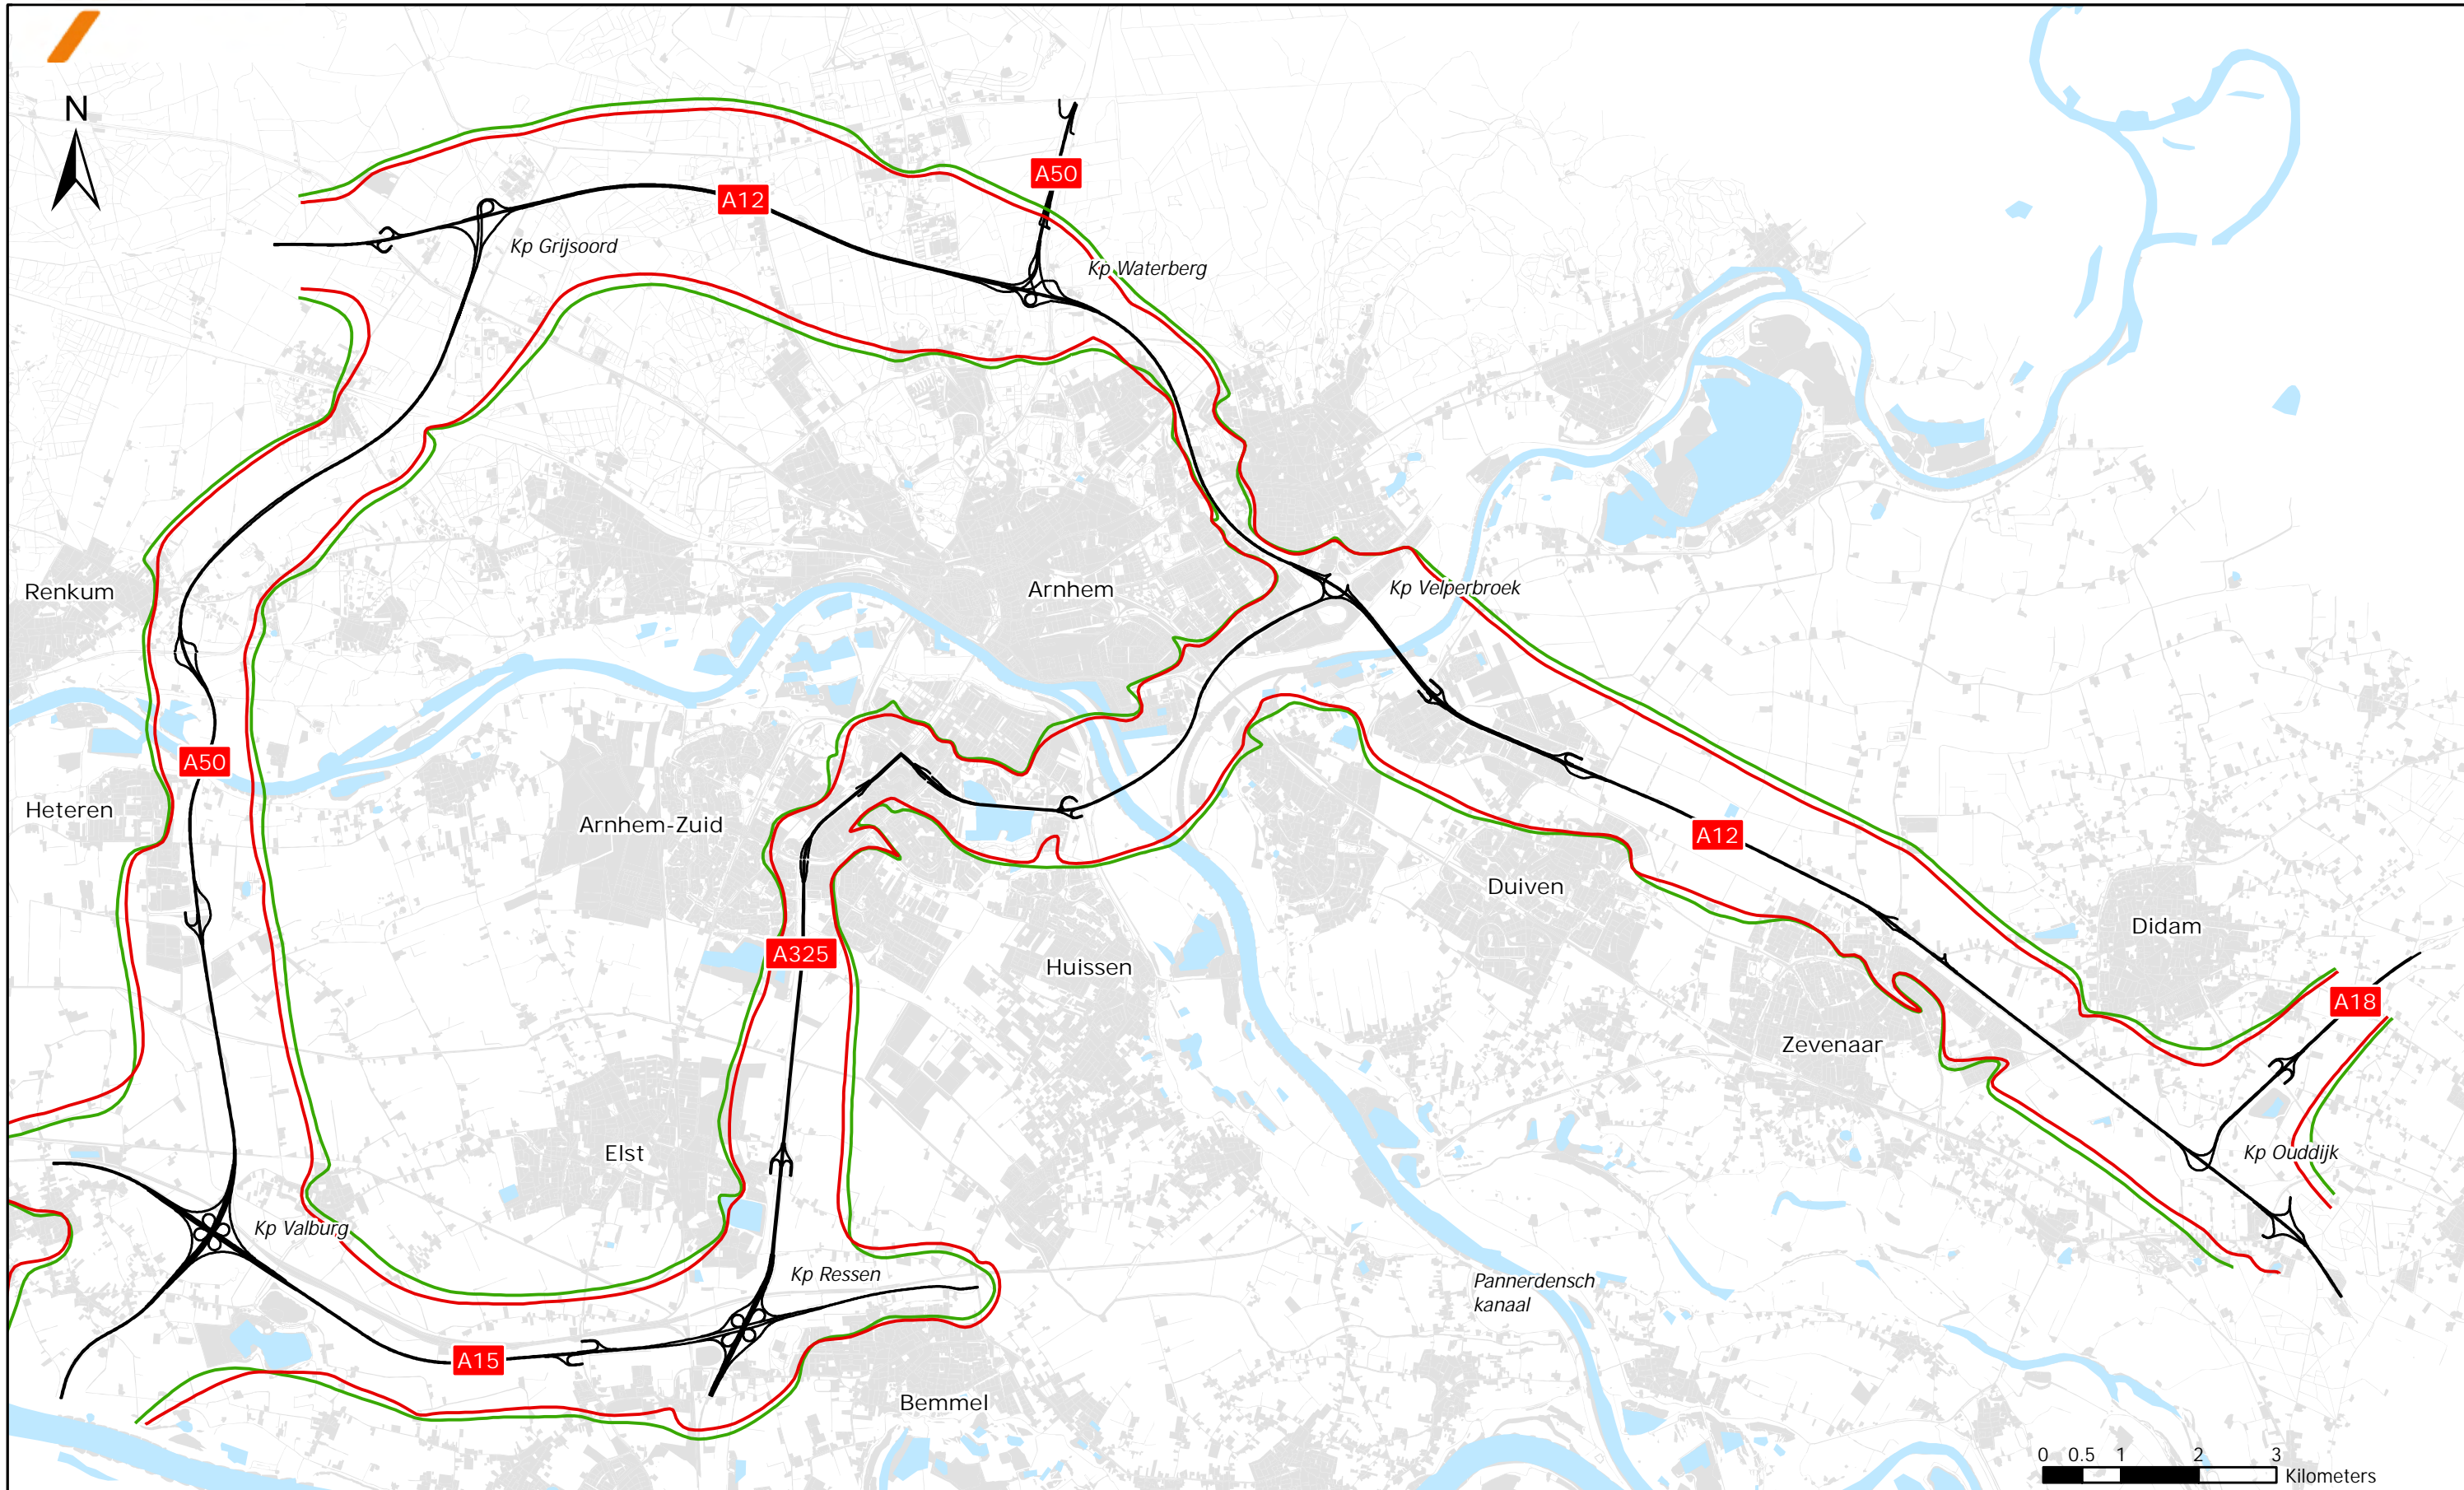 N
A50
A12
Kp Grijsoord
Kp Waterberg
Renkum
Arnhem
Kp Velperbroek
A50
Heteren
Arnhem-Zuid
A12
Duiven
Didam
A325
Huissen
A18
Zevenaar
Elst
Kp Ouddijk
Kp Valburg
Kp Ressen
Pannerdensch
kanaal
A15
Bemmel
0 0.5 1 2 3
Kilometers